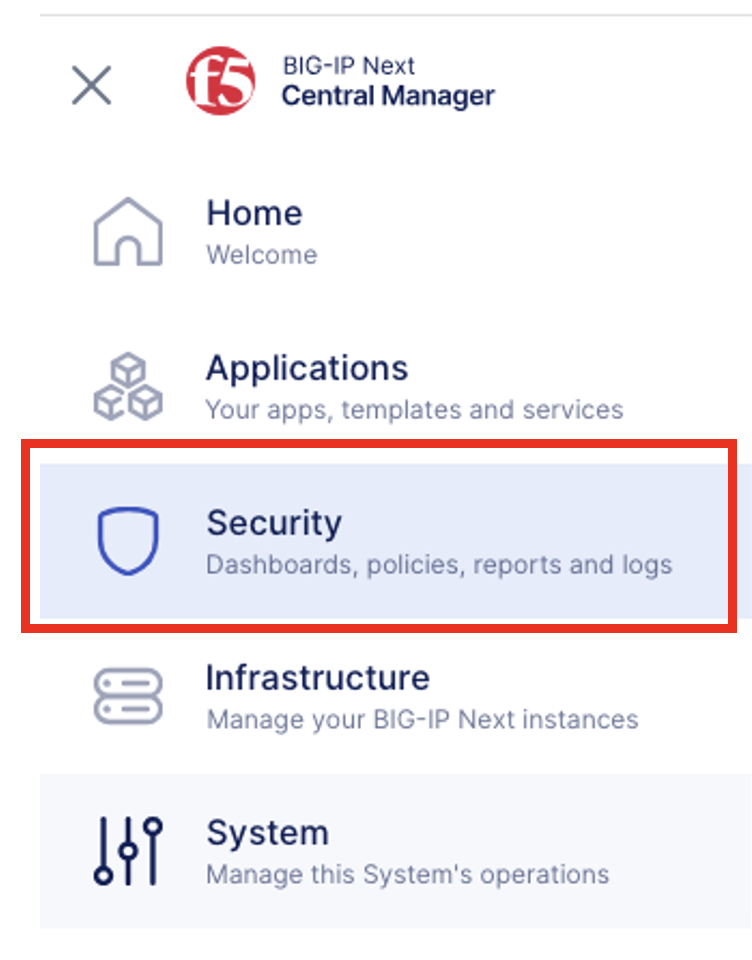 f5
BIG-IP Next
Central Manager
Home
Welcome
Applications
Your apps, templates and services
Security
Dashboards, policies, reports and logs
Infrastructure
Manage your BIG-IP Next instances
System
Manage this System's operations